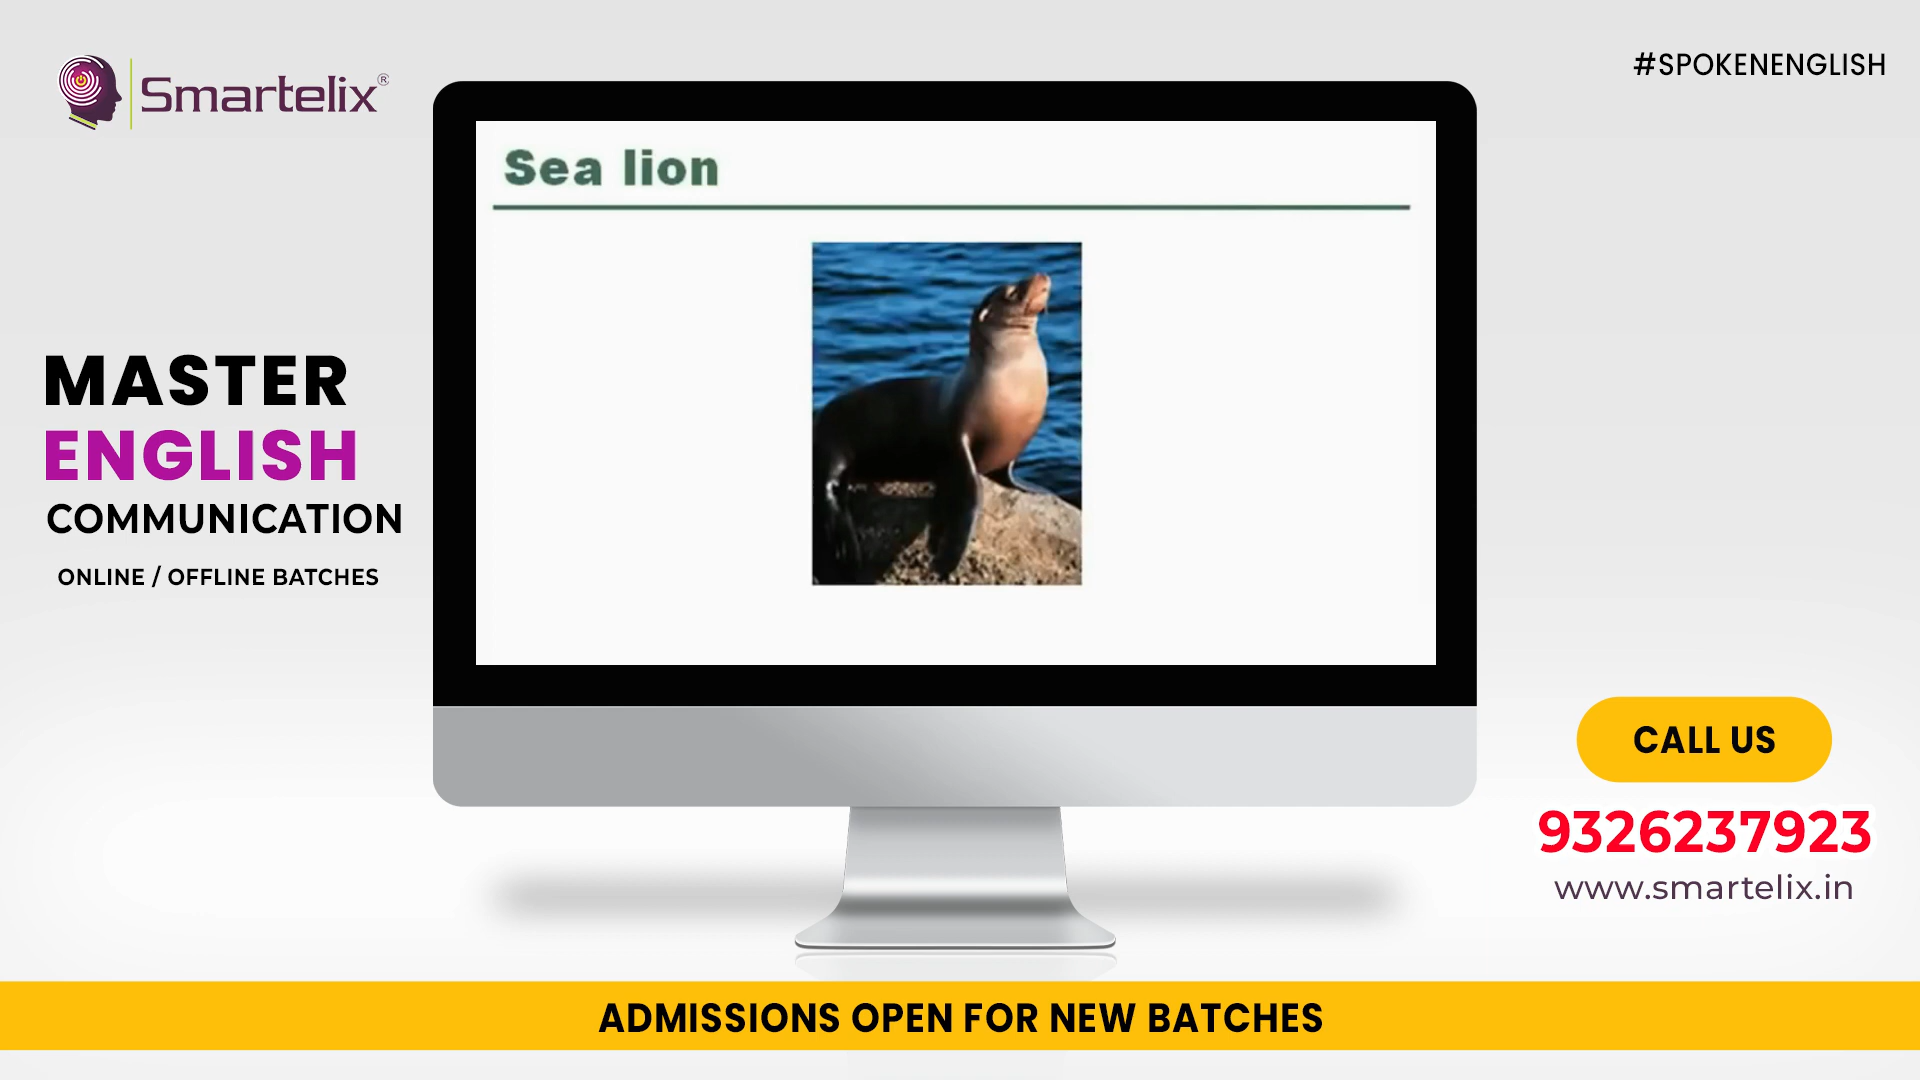 Smartelix®
#SPOKENENGLISH
Sea lion
MASTER
ENGLISH
COMMUNICATION
ONLINE / OFFLINE BATCHES
CALL US
9326237923
www.smartelix.in
ADMISSIONS OPEN FOR NEW BATCHES